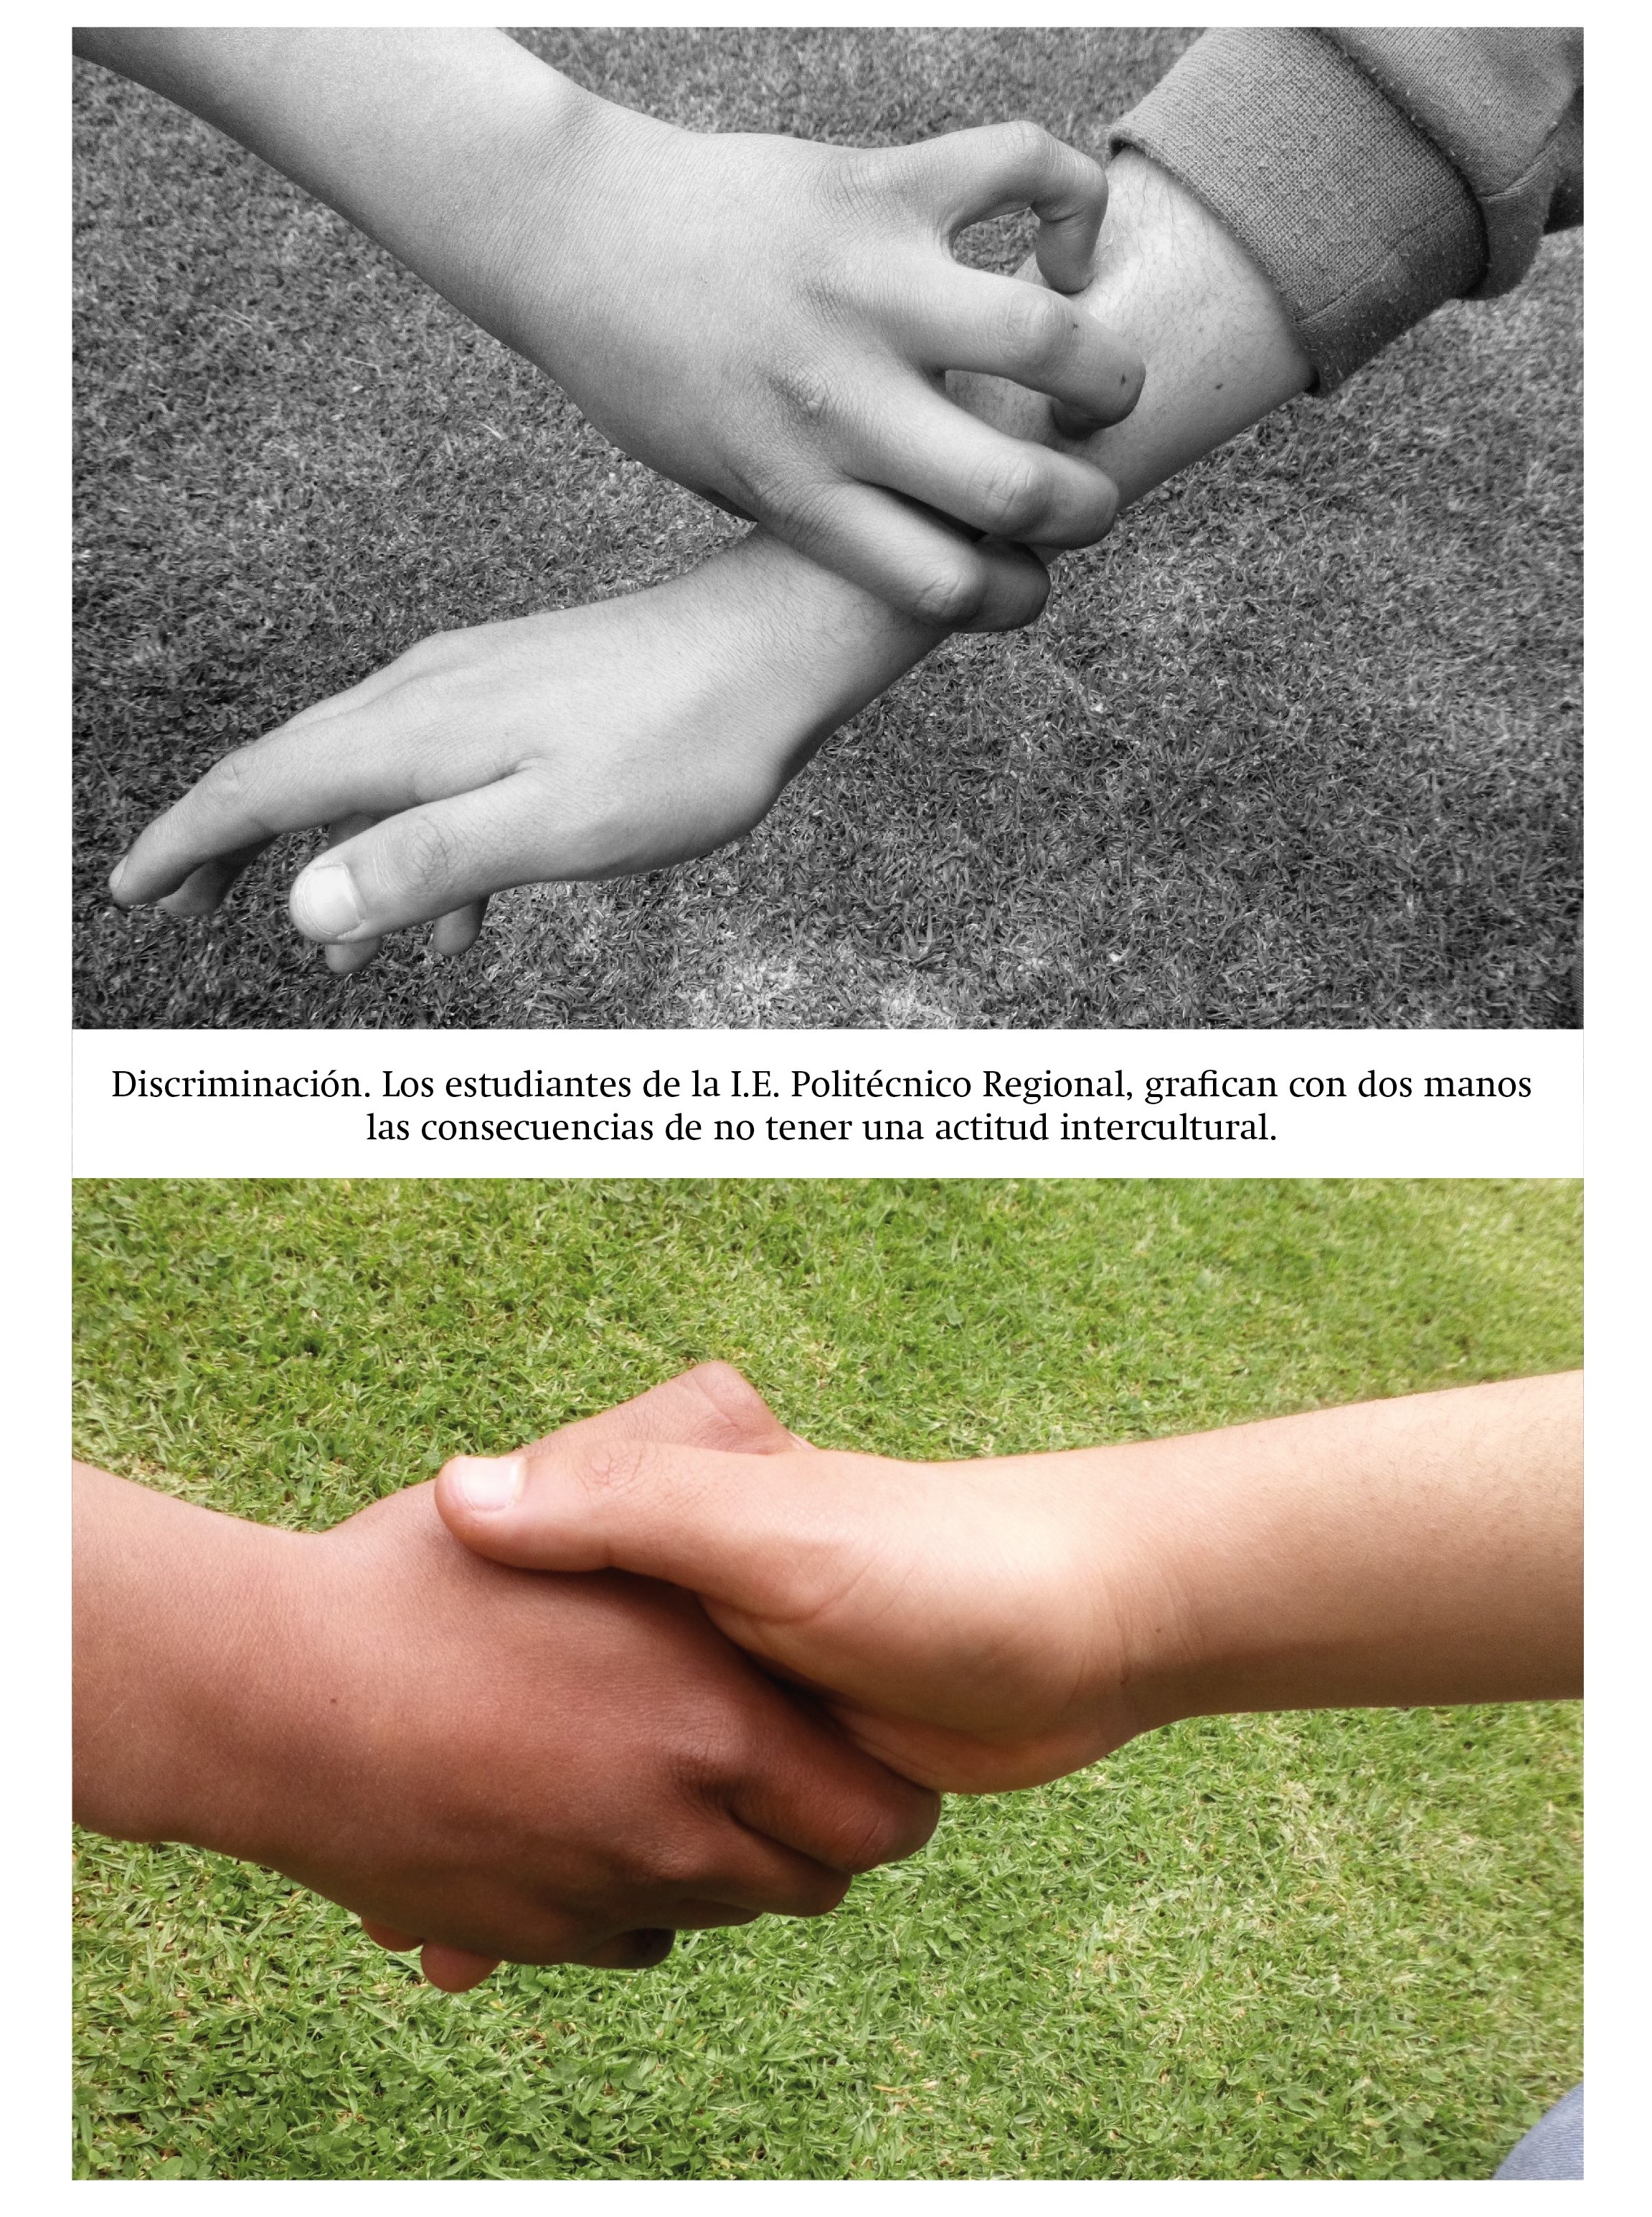 Discriminación. Los estudiantes de la I.E. Politécnico Regional, grafican con dos manos
las consecuencias de no tener una actitud intercultural.